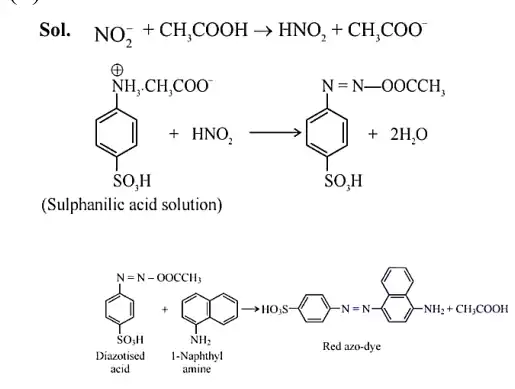 Sol. NO₂⁻ + CH₃COOH → HNO₂ + CH₃COO⁻
⊕
NH₃.CH₃COO⁻ N = N—OOCCH₃
+ HNO₂ ⟶ + 2H₂O
SO₃H SO₃H
(Sulphanilic acid solution)
N = N – OOCCH₃
+ → HO₃S N = N NH₂ + CH₃COOH
SO₃H NH₂
Diazotised 1-Naphthyl Red azo-dye
acid amine